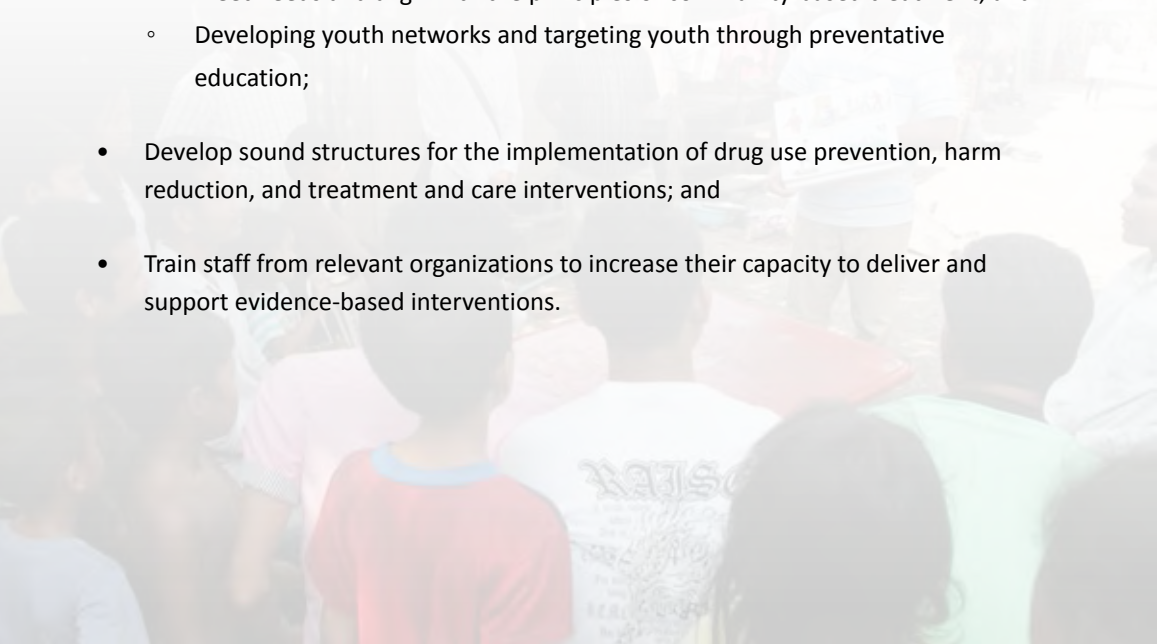 ◦ Developing youth networks and targeting youth through preventative
education;
• Develop sound structures for the implementation of drug use prevention, harm
reduction, and treatment and care interventions; and
• Train staff from relevant organizations to increase their capacity to deliver and
support evidence-based interventions.